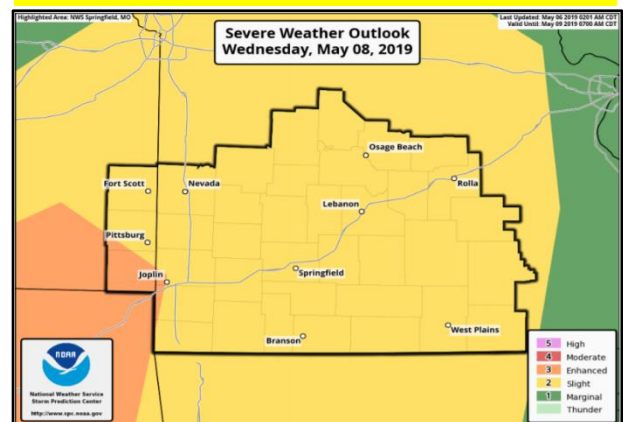 Highlighted Area: NWS Springfield, MO
Last Updated: May 06 2019 0201 AM CDT
Valid Until: May 09 2019 0700 AM CDT
Severe Weather Outlook
Wednesday, May 08, 2019
Osage Beach
Fort Scott
Nevada
Rolla
Lebanon
Pittsburg
Joplin
Springfield
Branson
West Plains
NOAA
National Weather Service
Storm Prediction Center
http://www.spc.noaa.gov
5 High
4 Moderate
3 Enhanced
2 Slight
1 Marginal
Thunder